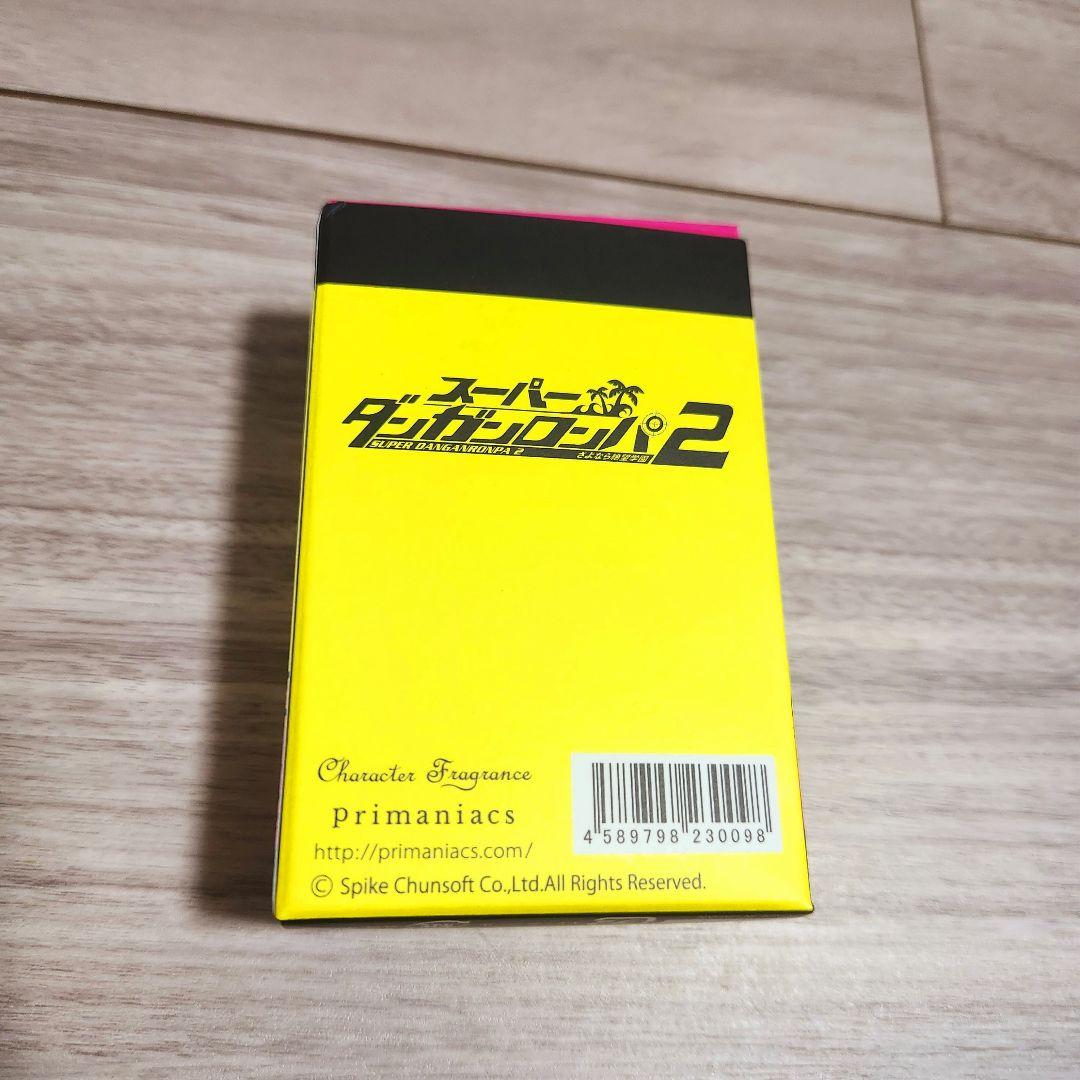 スーパー
ダンガンロンパ2
SUPER DANGANRONPA 2 さよなら絶望学園
Character Fragrance
primaniacs
http://primaniacs.com/
© Spike Chunsoft Co.,Ltd.All Rights Reserved.
4 589798 230098